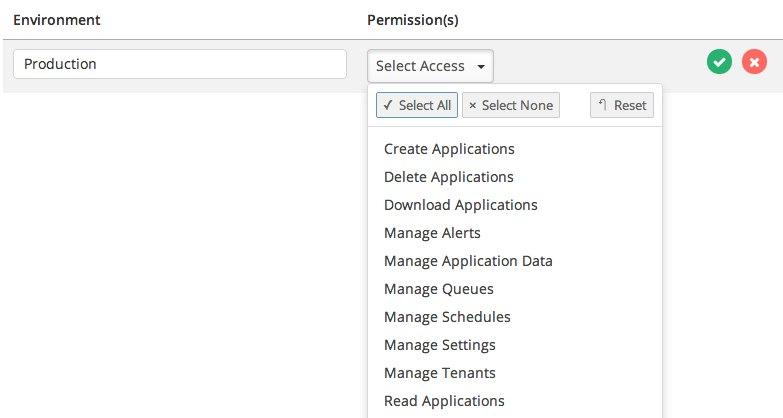 Environment Permission(s)
Production Select Access
Select All × Select None Reset
Create Applications
Delete Applications
Download Applications
Manage Alerts
Manage Application Data
Manage Queues
Manage Schedules
Manage Settings
Manage Tenants
Read Applications